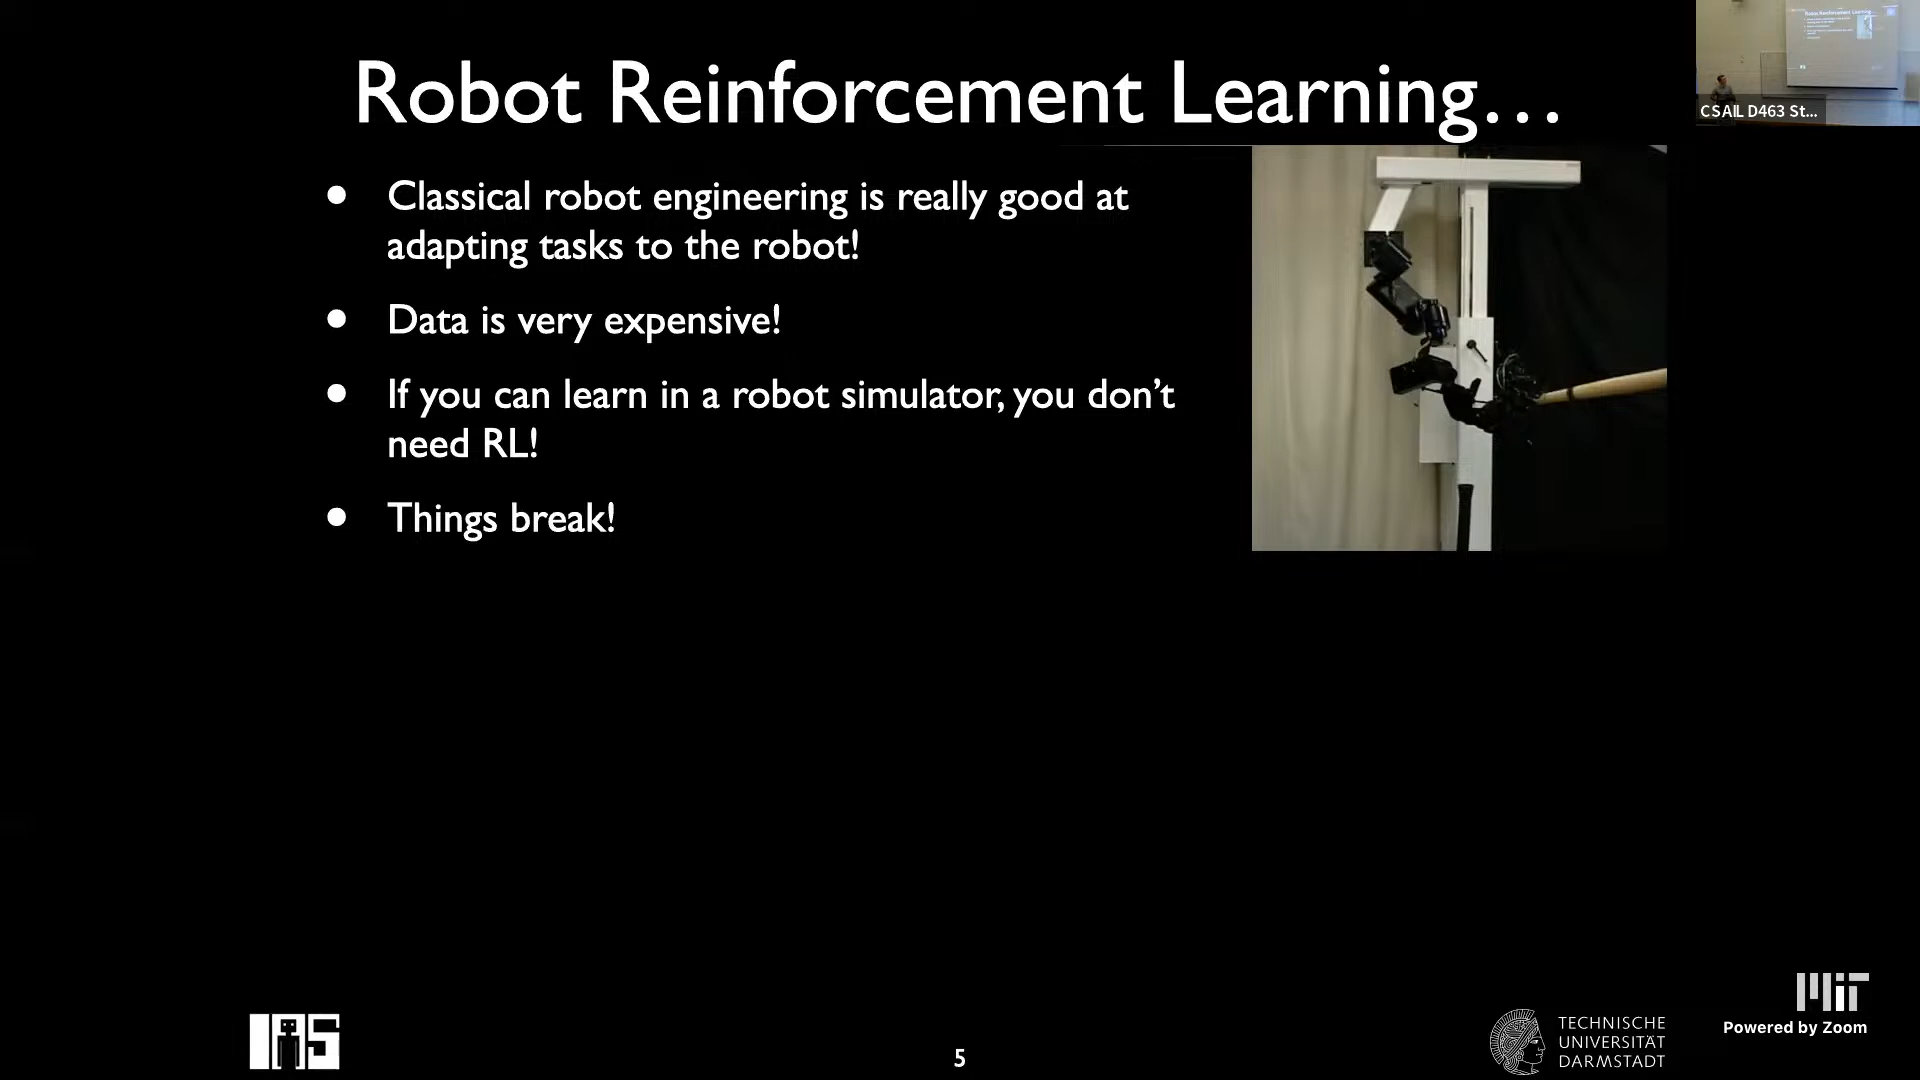 Robot Reinforcement Learning...
CSAIL D463 St...
• Classical robot engineering is really good at
adapting tasks to the robot!
• Data is very expensive!
• If you can learn in a robot simulator, you don’t
need RL!
• Things break!
IAS
5
TECHNISCHE
UNIVERSITÄT
DARMSTADT
MIT
Powered by Zoom